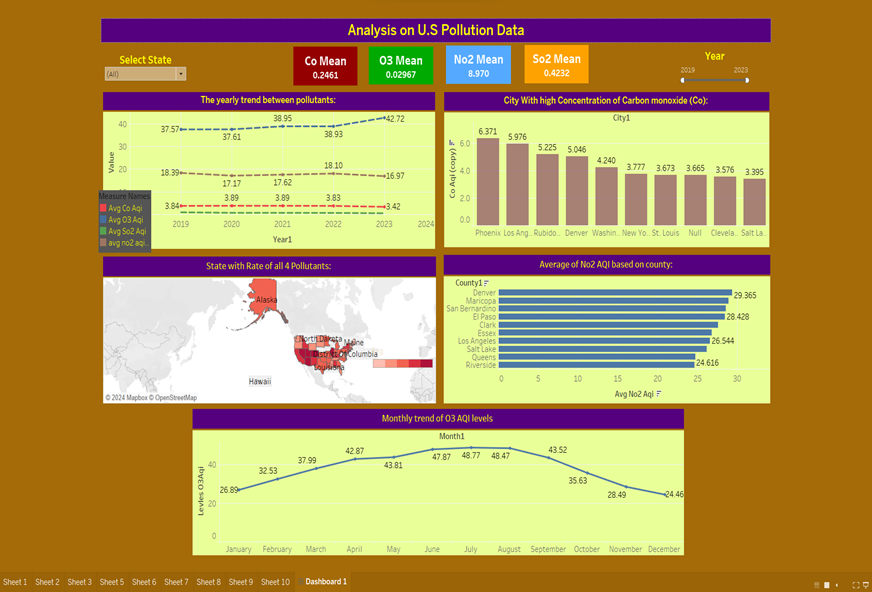 Analysis on U.S Pollution Data
Select State
(All)
Co Mean
0.2461
O3 Mean
0.02967
No2 Mean
8.970
So2 Mean
0.4232
Year
2019 2023
The yearly trend between pollutants:
40
30
20
10
Value
37.57
37.61
38.95
38.93
42.72
18.39
17.17
17.62
18.10
16.97
3.84
3.89
3.89
3.83
3.42
2019 2020 2021 2022 2023 2024
Year1
Measure Names
Avg Co Aqi
Avg O3 Aqi
Avg So2 Aqi
avg no2 aqi..
City With high Concentration of Carbon monoxide (Co):
City1
Co Aqi (copy)
6.0
4.0
2.0
0.0
6.371 5.976 5.225 5.046 4.240 3.777 3.673 3.665 3.576 3.395
Phoenix Los Ang.. Rubido.. Denver Washin.. New Yo.. St. Louis Null Clevela.. Salt La..
State with Rate of all 4 Pollutants:
Alaska
North Dakota
Maine
District Of Columbia
Louisiana
Hawaii
© 2024 Mapbox © OpenStreetMap
Average of No2 AQI based on county:
County1
Denver 29.365
Maricopa
San Bernardino
El Paso 28.428
Clark
Essex
Los Angeles 26.544
Salt Lake
Queens
Riverside 24.616
0 5 10 15 20 25 30
Avg No2 Aqi
Monthly trend of O3 AQI levels
Month1
Levles O3Aqi
40
20
0
26.89 32.53 37.99 42.87 43.81 47.87 48.77 48.47 43.52 35.63 28.49 24.46
January February March April May June July August September October November December
Sheet 1 Sheet 2 Sheet 3 Sheet 5 Sheet 6 Sheet 7 Sheet 8 Sheet 9 Sheet 10 Dashboard 1